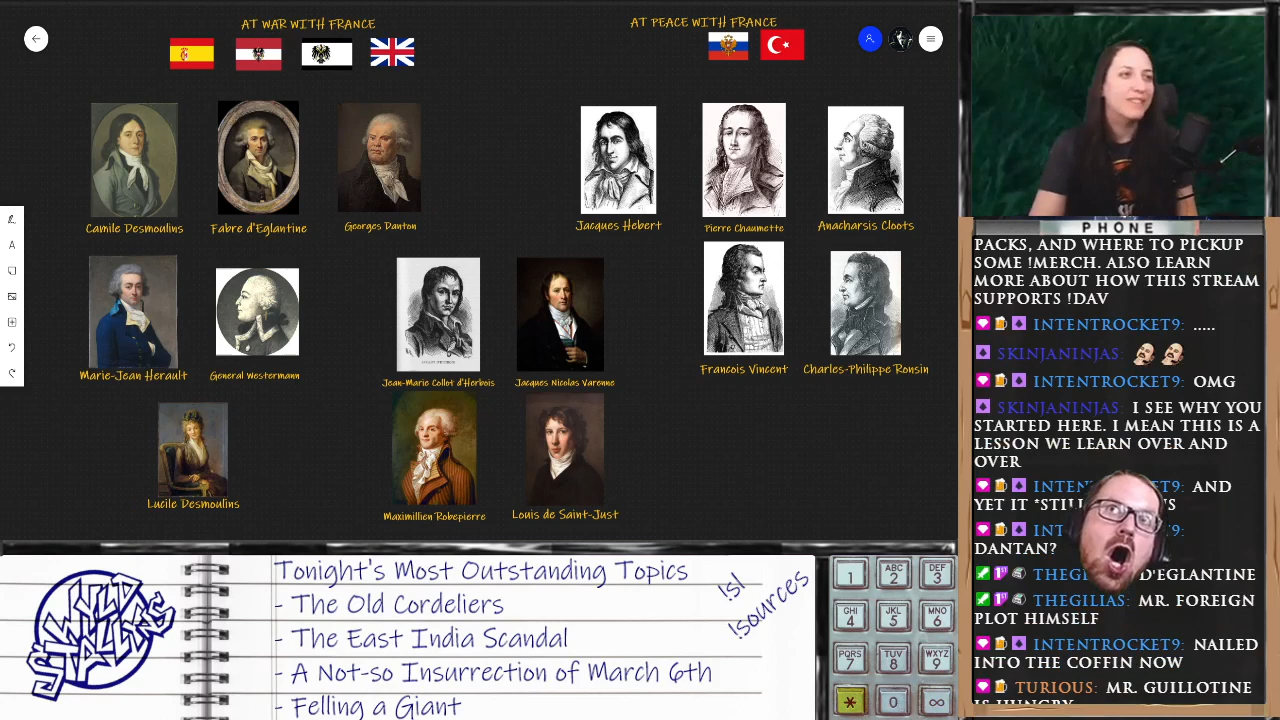 AT WAR WITH FRANCE
AT PEACE WITH FRANCE
Camile Desmoulins
Fabre d'Eglantine
Georges Danton
Jacques Hebert
Pierre Chaumette
Anacharsis Cloots
Marie-Jean Herault
General Westermann
Jean-Marie Collot d'Herbois
Jacques Nicolas Varenne
Francois Vincent
Charles-Philippe Ronsin
Lucile Desmoulins
Maximillien Robepierre
Louis de Saint-Just
WYLD STALLYNS
Tonight's Most Outstanding Topics
- The Old Cordeliers
- The East India Scandal
- A Not-so Insurrection of March 6th
- Felling a Giant
!s!
!sources
1
ABC 2
DEF 3
GHI 4
JKL 5
MNO 6
PQRS 7
TUV 8
WXYZ 9
* 0 ∞
PHONE
PACKS, AND WHERE TO PICKUP
SOME !MERCH. ALSO LEARN
MORE ABOUT HOW THIS STREAM
SUPPORTS !DAV
INTENTROCKET9: .....
SKINJANINJAS:
INTENTROCKET9: OMG
SKINJANINJAS: I SEE WHY YOU
STARTED HERE. I MEAN THIS IS A
LESSON WE LEARN OVER AND
OVER
AND
YET IT
DANTAN?
D'EGLANTINE
THEGILIAS: MR. FOREIGN
PLOT HIMSELF
INTENTROCKET9: NAILED
INTO THE COFFIN NOW
TURIOUS: MR. GUILLOTINE
IS HUNGRY